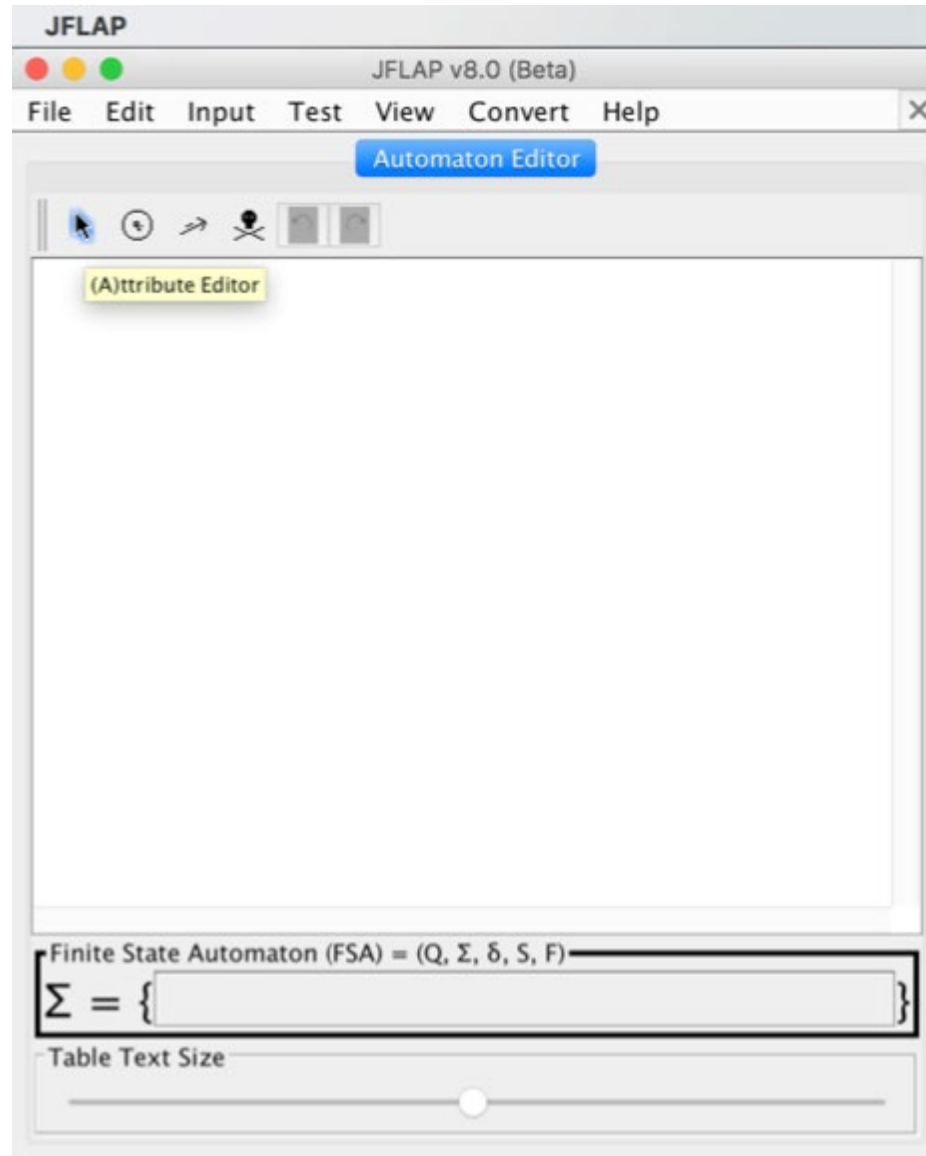 JFLAP
JFLAP v8.0 (Beta)
File Edit Input Test View Convert Help
Automaton Editor
(A)ttribute Editor
Finite State Automaton (FSA) = (Q, Σ, δ, S, F)
Σ = { }
Table Text Size